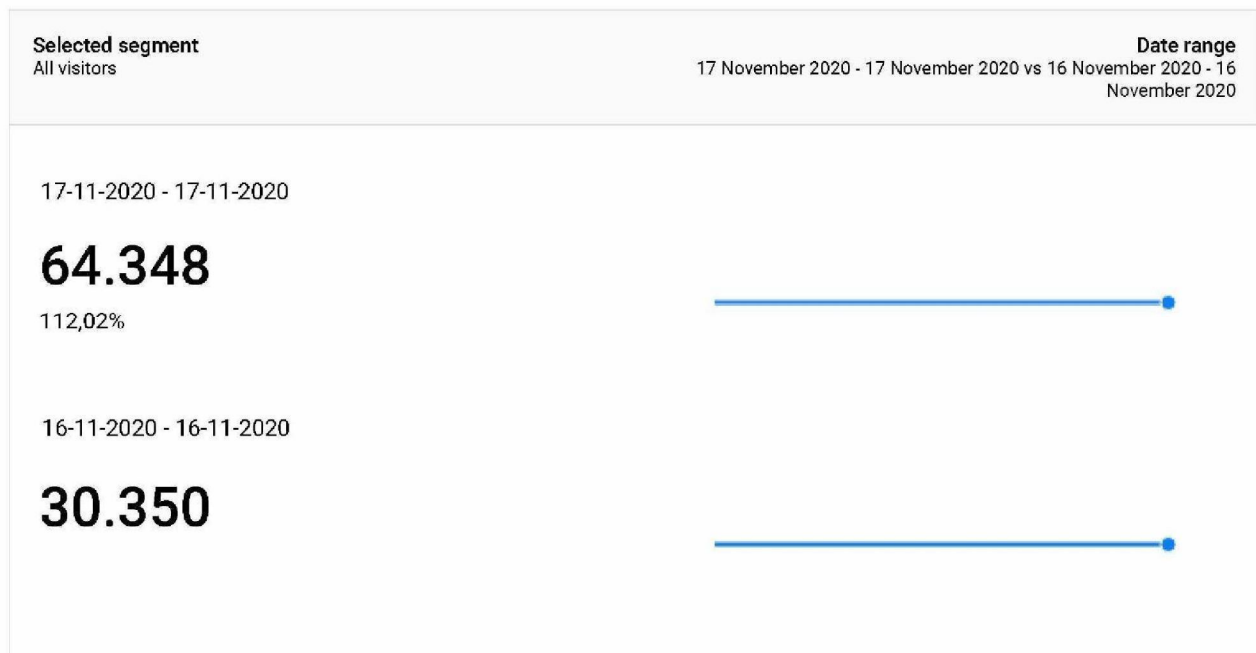 Selected segment
All visitors
Date range
17 November 2020 - 17 November 2020 vs 16 November 2020 - 16
November 2020
17-11-2020 - 17-11-2020
64.348
112,02%
16-11-2020 - 16-11-2020
30.350